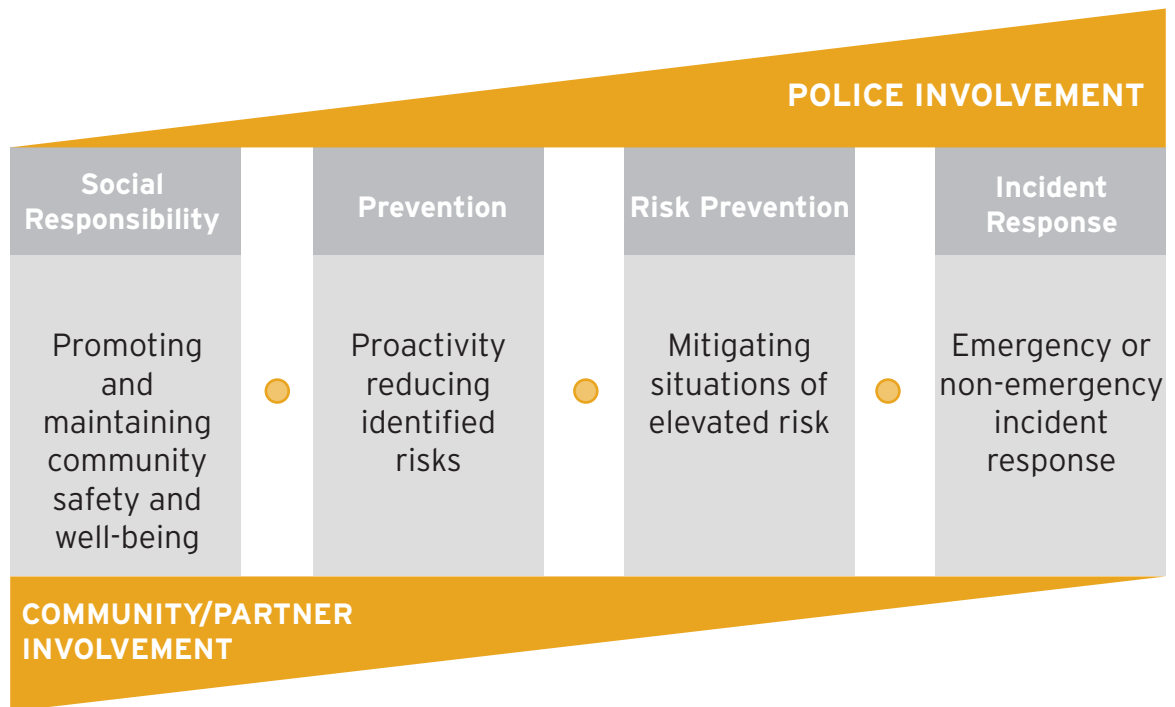 POLICE INVOLVEMENT
Social
Responsibility
Promoting
and
maintaining
community
safety and
well-being
Prevention
Proactivity
reducing
identified
risks
Risk Prevention
Mitigating
situations of
elevated risk
Incident
Response
Emergency or
non-emergency
incident
response
COMMUNITY/PARTNER
INVOLVEMENT